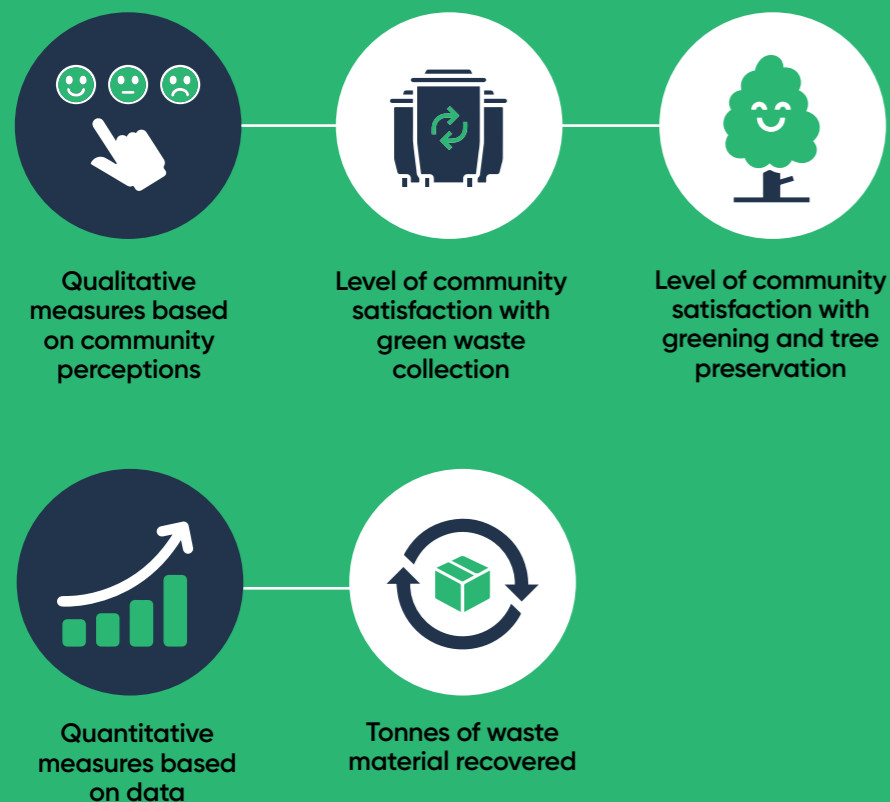 Qualitative
measures based
on community
perceptions
Level of community
satisfaction with
green waste
collection
Level of community
satisfaction with
greening and tree
preservation
Quantitative
measures based
on data
Tonnes of waste
material recovered